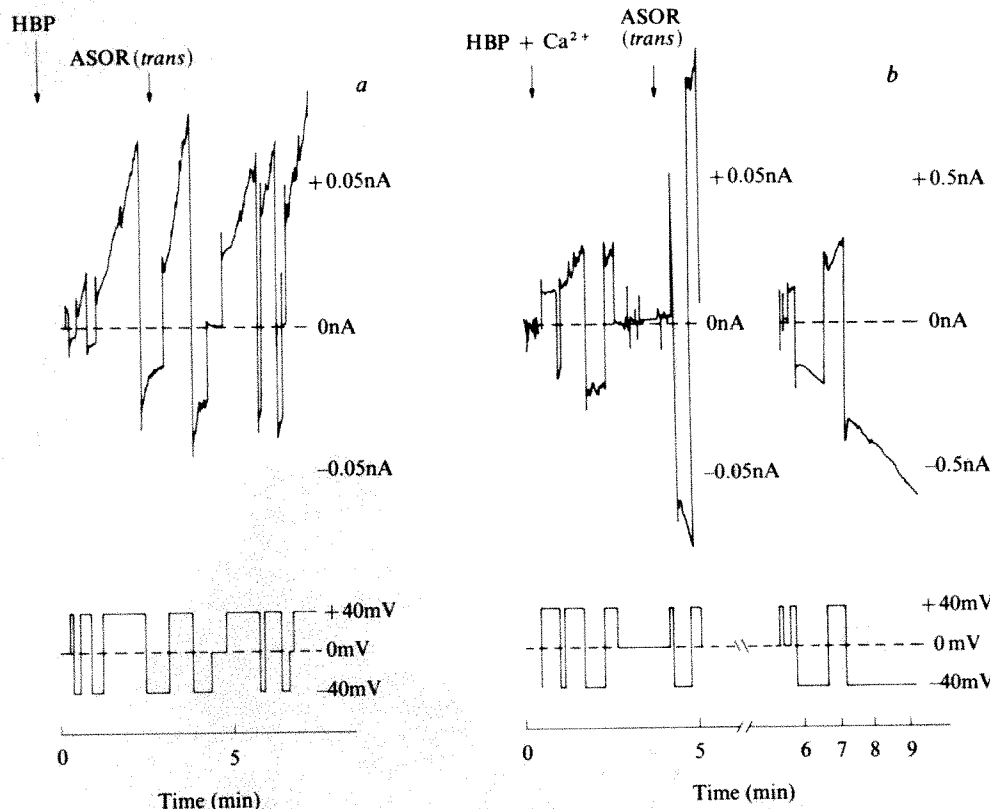 HBP
ASOR (trans)
a
+0.05nA
0nA
–0.05nA
+40mV
0mV
–40mV
0 5
Time (min)
HBP + Ca²⁺
ASOR
(trans)
b
+0.05nA
0nA
–0.05nA
+0.5nA
0nA
–0.5nA
+40mV
0mV
–40mV
0 5 6 7 8 9
Time (min)